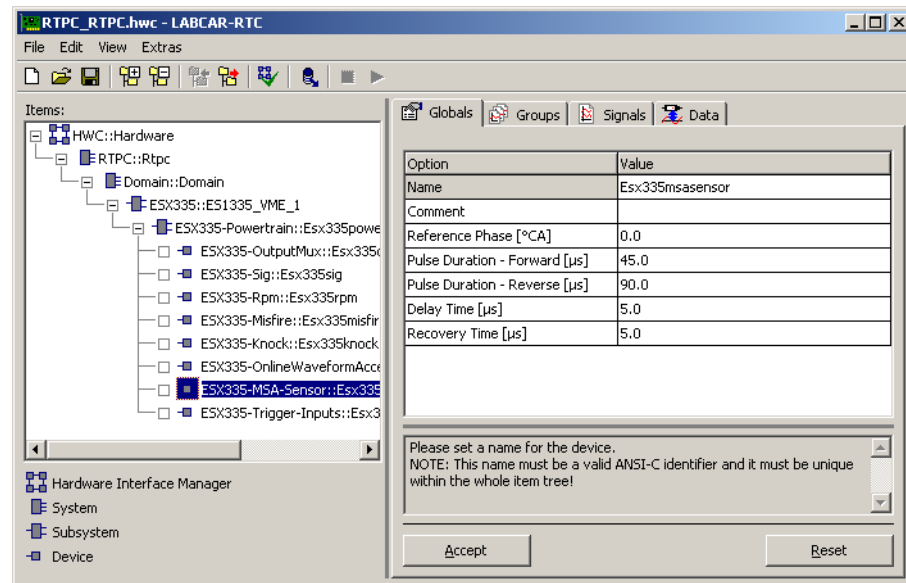 RTPC_RTPC.hwc - LABCAR-RTC
File Edit View Extras
Items:
HWC::Hardware
RTPC::Rtpc
Domain::Domain
ESX335::ES1335_VME_1
ESX335-Powertrain::Esx335powe
ESX335-OutputMux::Esx335o
ESX335-Sig::Esx335sig
ESX335-Rpm::Esx335rpm
ESX335-Misfire::Esx335misfir
ESX335-Knock::Esx335knock
ESX335-OnlineWaveformAcce
ESX335-MSA-Sensor::Esx335
ESX335-Trigger-Inputs::Esx3
Hardware Interface Manager
System
Subsystem
Device
Globals Groups Signals Data
Option Value
Name Esx335msasensor
Comment
Reference Phase [°CA] 0.0
Pulse Duration - Forward [µs] 45.0
Pulse Duration - Reverse [µs] 90.0
Delay Time [µs] 5.0
Recovery Time [µs] 5.0
Please set a name for the device.
NOTE: This name must be a valid ANSI-C identifier and it must be unique
within the whole item tree!
Accept Reset